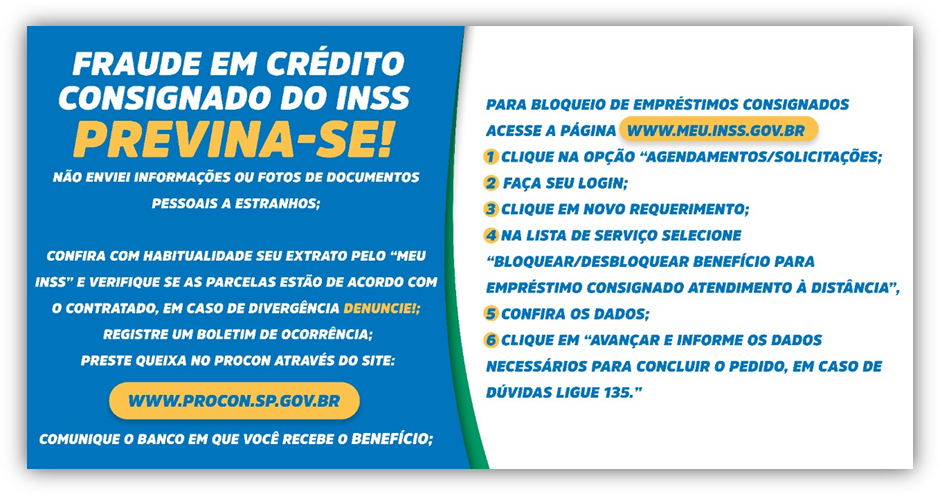 FRAUDE EM CRÉDITO
CONSIGNADO DO INSS
PREVINA-SE!
NÃO ENVIEI INFORMAÇÕES OU FOTOS DE DOCUMENTOS
PESSOAIS A ESTRANHOS;
CONFIRA COM HABITUALIDADE SEU EXTRATO PELO “MEU
INSS” E VERIFIQUE SE AS PARCELAS ESTÃO DE ACORDO COM
O CONTRATADO, EM CASO DE DIVERGÊNCIA DENUNCIE!;
REGISTRE UM BOLETIM DE OCORRÊNCIA;
PRESTE QUEIXA NO PROCON ATRAVÉS DO SITE:
WWW.PROCON.SP.GOV.BR
COMUNIQUE O BANCO EM QUE VOCÊ RECEBE O BENEFÍCIO;
PARA BLOQUEIO DE EMPRÉSTIMOS CONSIGNADOS
ACESSE A PÁGINA WWW.MEU.INSS.GOV.BR
1 CLIQUE NA OPÇÃO “AGENDAMENTOS/SOLICITAÇÕES;
2 FAÇA SEU LOGIN;
3 CLIQUE EM NOVO REQUERIMENTO;
4 NA LISTA DE SERVIÇO SELECIONE
“BLOQUEAR/DESBLOQUEAR BENEFÍCIO PARA
EMPRÉSTIMO CONSIGNADO ATENDIMENTO À DISTÂNCIA”,
5 CONFIRA OS DADOS;
6 CLIQUE EM “AVANÇAR E INFORME OS DADOS
NECESSÁRIOS PARA CONCLUIR O PEDIDO, EM CASO DE
DÚVIDAS LIGUE 135.”